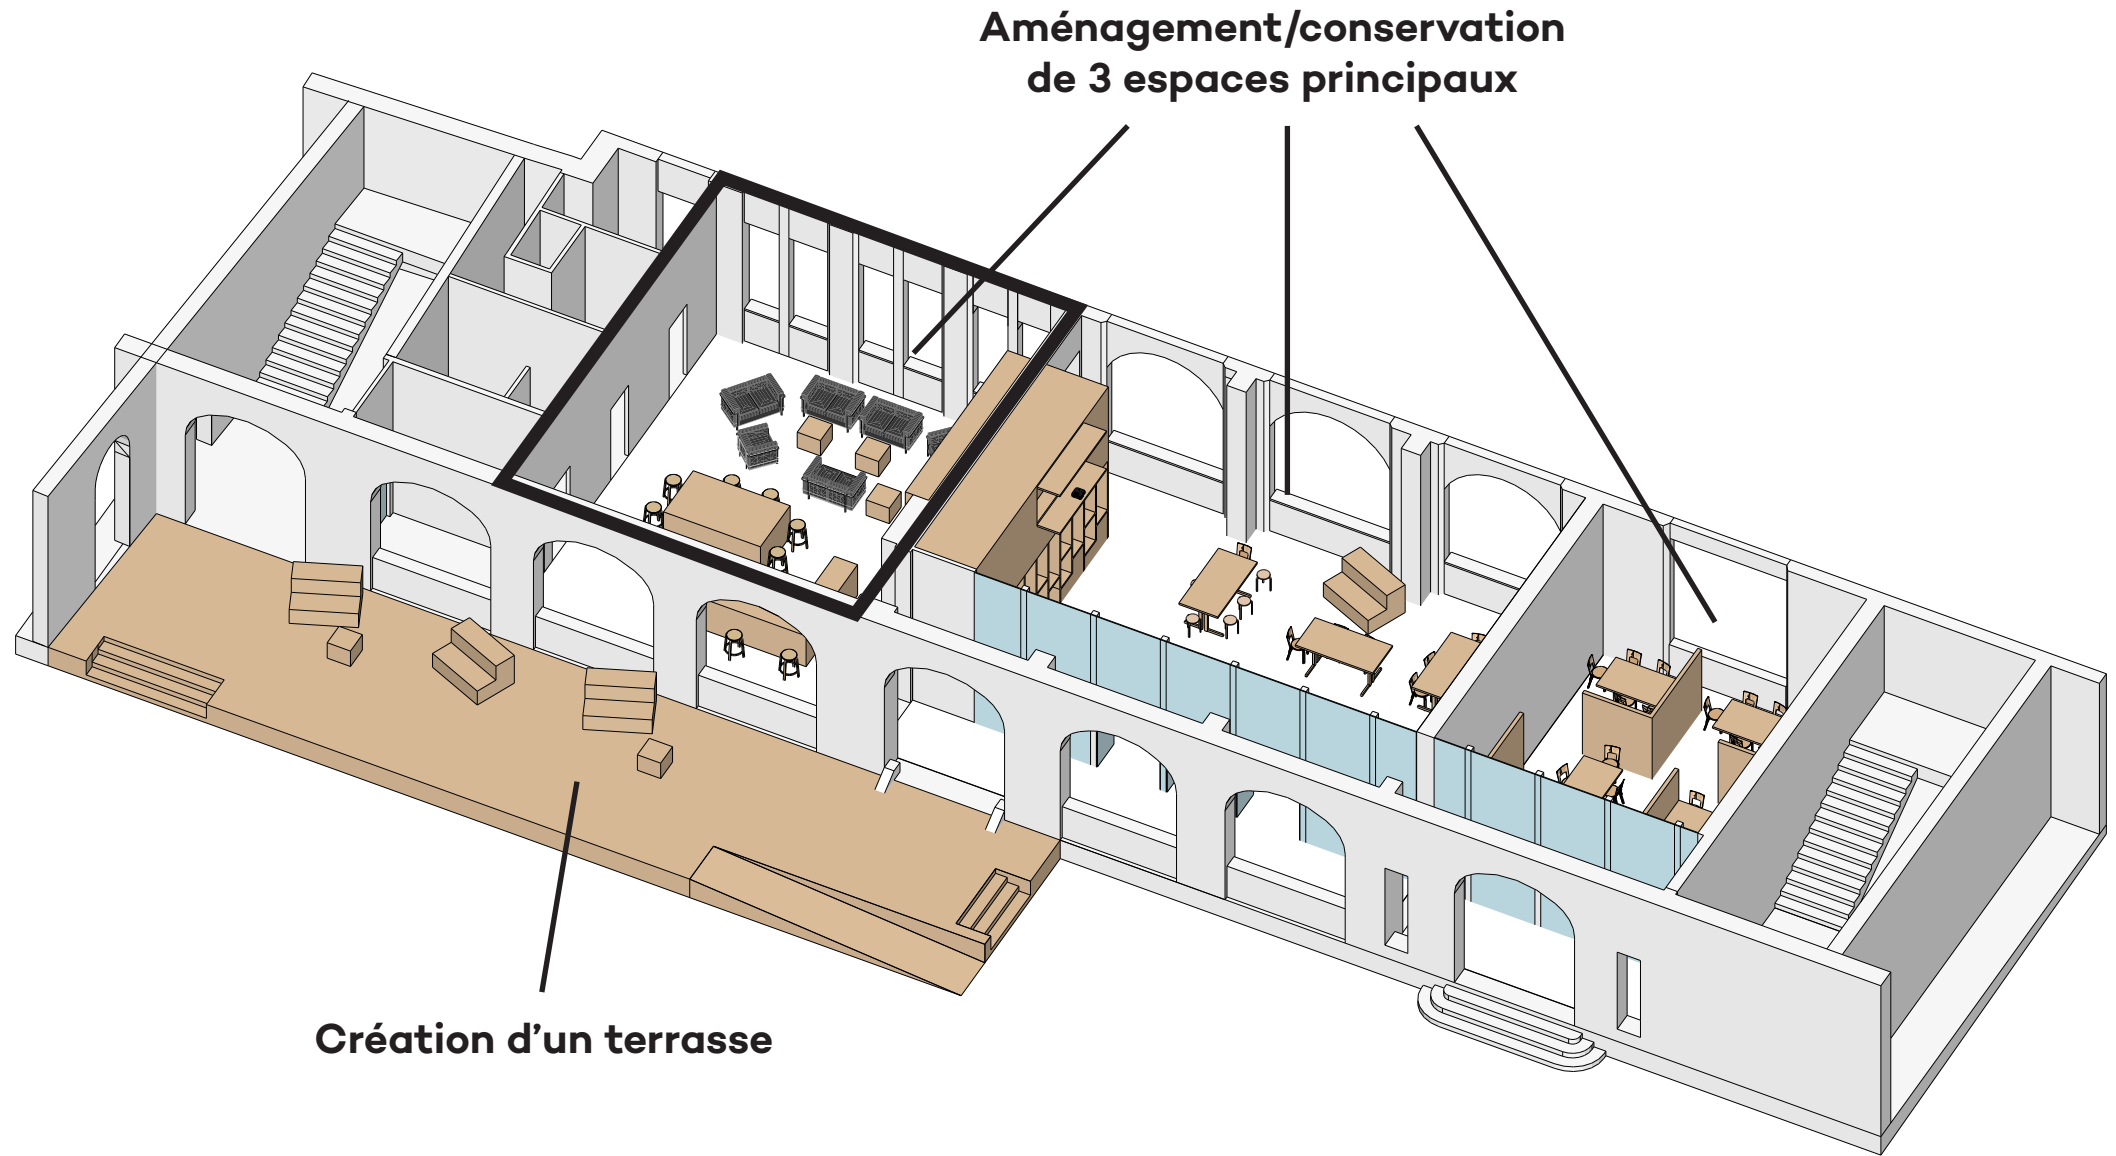 Aménagement/conservation
de 3 espaces principaux
Création d’un terrasse